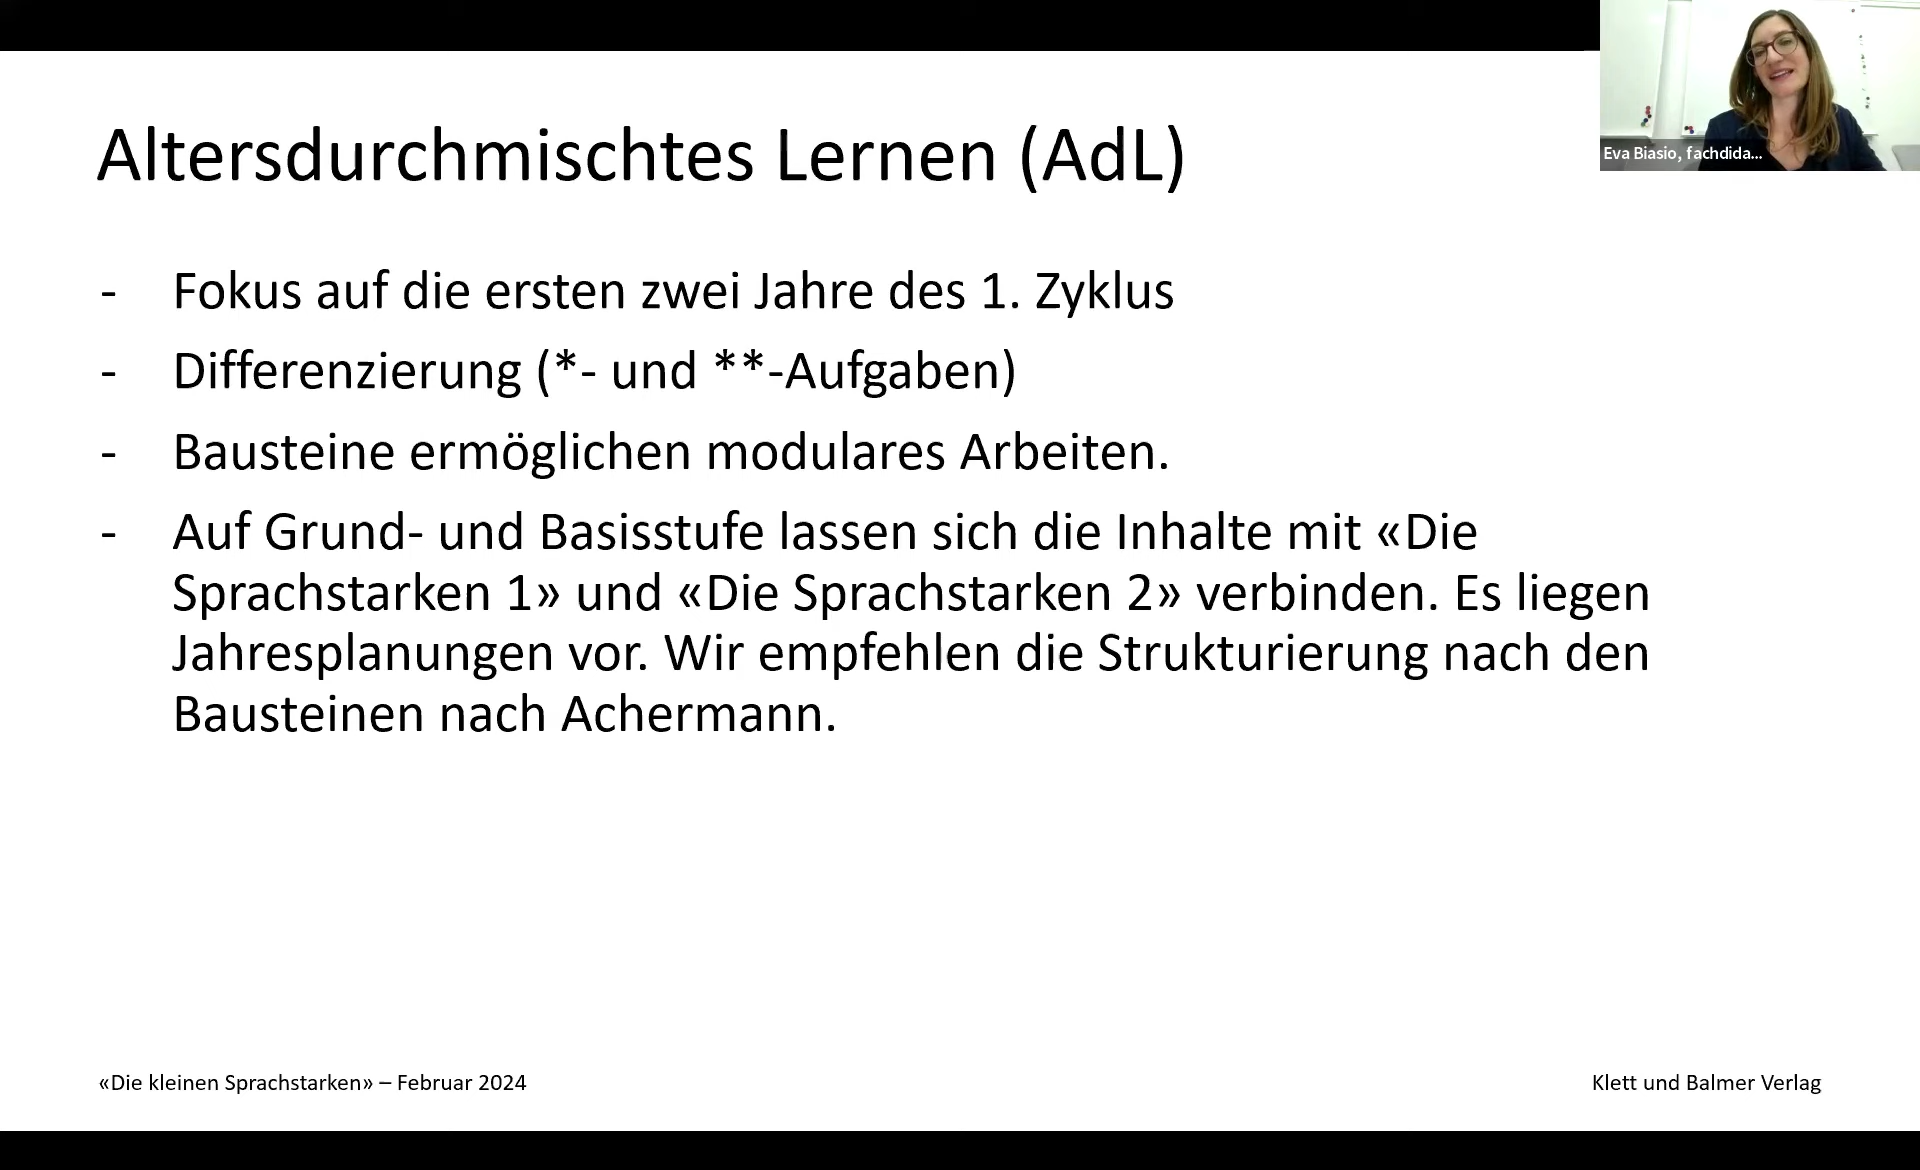 Eva Biasio, fachdida...
Altersdurchmischtes Lernen (AdL)
- Fokus auf die ersten zwei Jahre des 1. Zyklus
- Differenzierung (*- und **-Aufgaben)
- Bausteine ermöglichen modulares Arbeiten.
- Auf Grund- und Basisstufe lassen sich die Inhalte mit «Die
Sprachstarken 1» und «Die Sprachstarken 2» verbinden. Es liegen
Jahresplanungen vor. Wir empfehlen die Strukturierung nach den
Bausteinen nach Achermann.
«Die kleinen Sprachstarken» – Februar 2024
Klett und Balmer Verlag